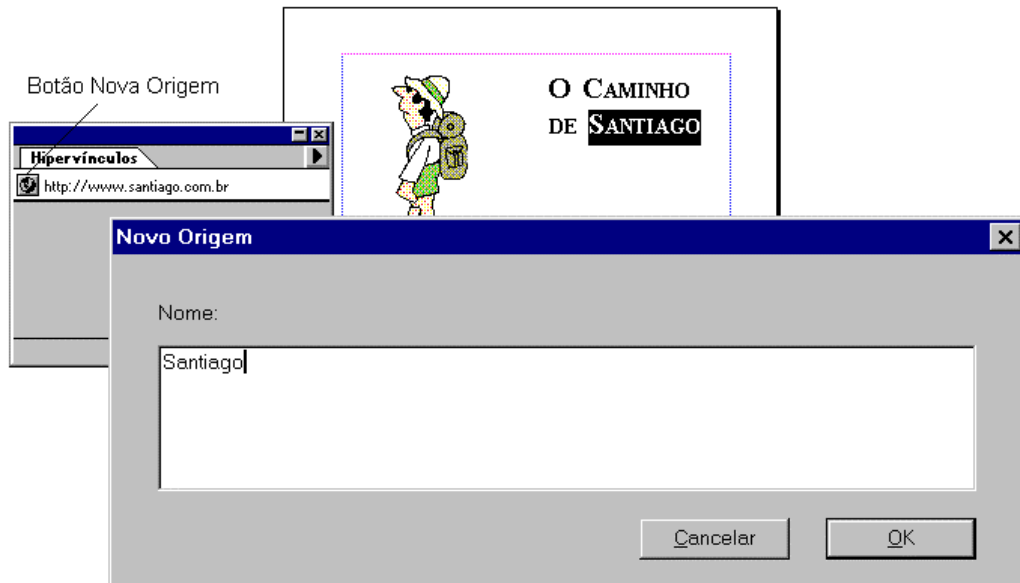 Botão Nova Origem
O CAMINHO
DE SANTIAGO
Hipervínculos
http://www.santiago.com.br
Novo Origem
Nome:
Santiago
Cancelar
OK